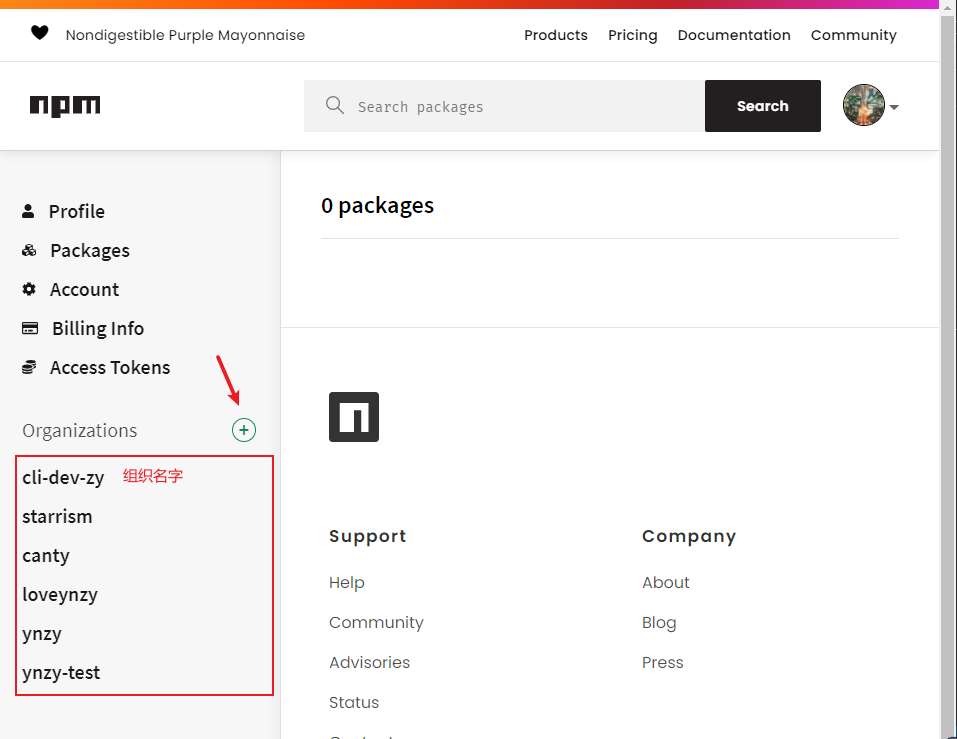 Nondigestible Purple Mayonnaise
Products Pricing Documentation Community
npm
Search packages
Search
Profile
Packages
Account
Billing Info
Access Tokens
Organizations
cli-dev-zy 组织名字
starrism
canty
loveynzy
ynzy
ynzy-test
0 packages
Support
Help
Community
Advisories
Status
Company
About
Blog
Press